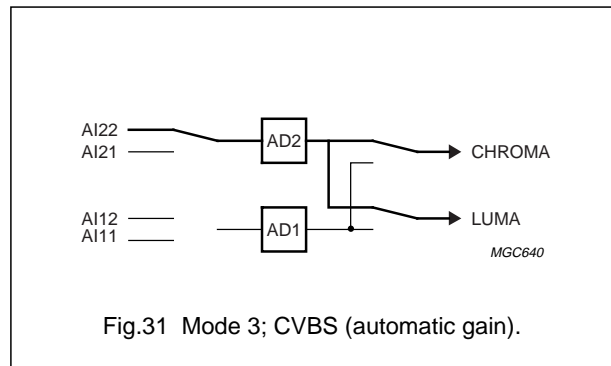 AI22
AI21
AD2
CHROMA
AI12
AI11
AD1
LUMA
MGC640
Fig.31 Mode 3; CVBS (automatic gain).